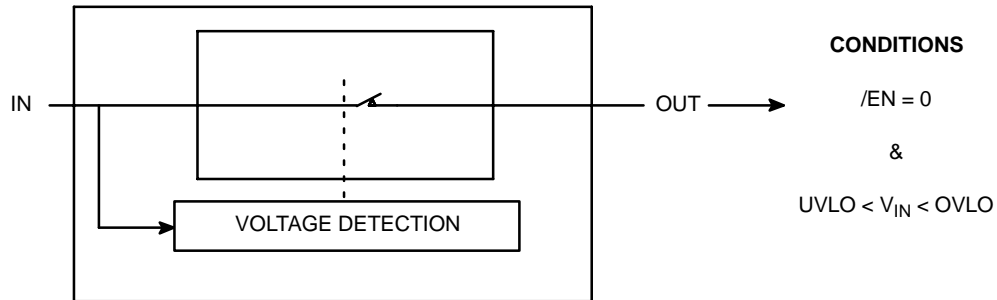 CONDITIONS
IN
OUT
/EN = 0
&
UVLO < VIN < OVLO
VOLTAGE DETECTION